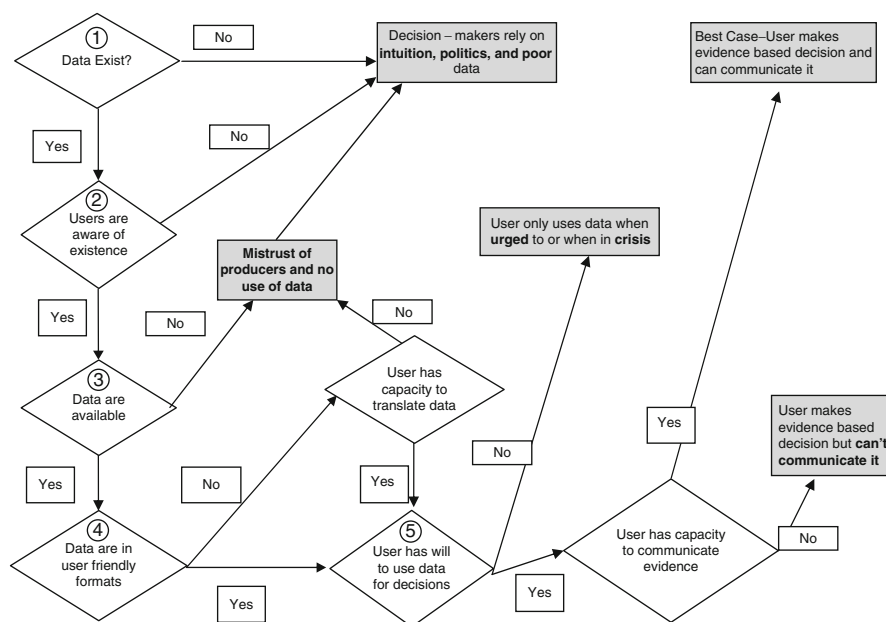 1
Data Exist?
No
Decision – makers rely on
intuition, politics, and poor
data
Best Case–User makes
evidence based decision and
can communicate it
Yes
No
2
Users are
aware of
existence
User only uses data when
urged to or when in crisis
Mistrust of
producers and no
use of data
Yes
No
No
3
Data are
available
User has
capacity to
translate data
User makes
evidence based
decision but can't
communicate it
Yes
No
Yes
No
Yes
4
Data are in
user friendly
formats
5
User has will
to use data
for decisions
User has capacity
to communicate
evidence
No
Yes
Yes